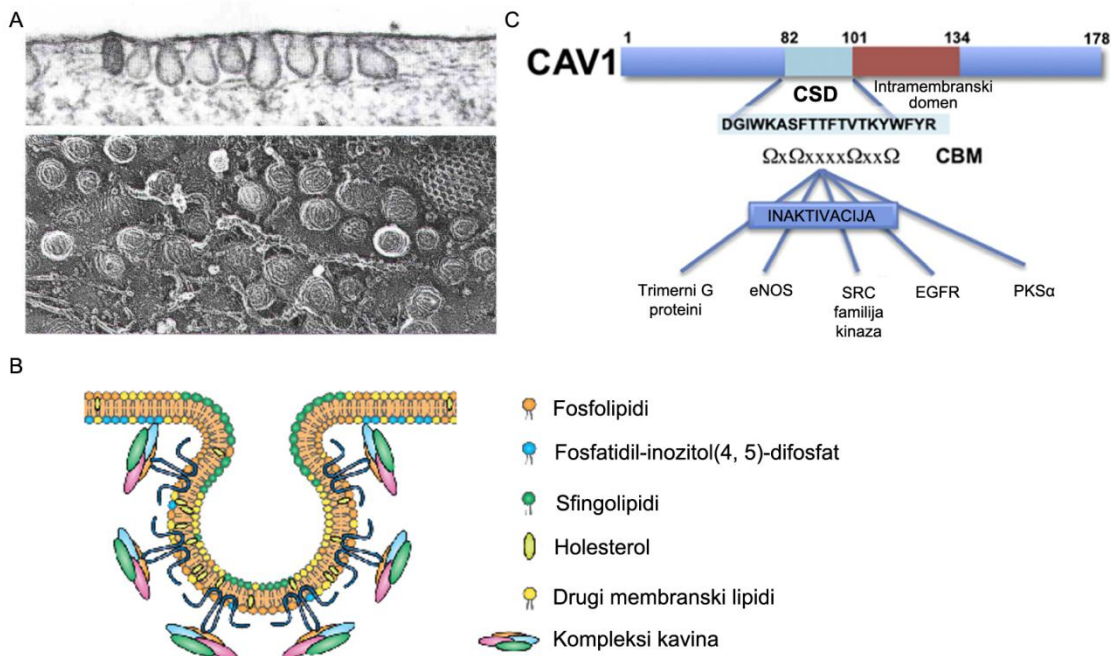 A
C
1 82 101 134 178
CAV1
CSD
Intramembranski
domen
DGIWKASFTTFTVTKYWFYR
ΩxΩxxxxΩxxΩ CBM
INAKTIVACIJA
Trimerni G
proteini
eNOS
SRC
familija
kinaza
EGFR
PKSα
B
Fosfolipidi
Fosfatidil-inozitol(4, 5)-difosfat
Sfingolipidi
Holesterol
Drugi membranski lipidi
Kompleksi kavina